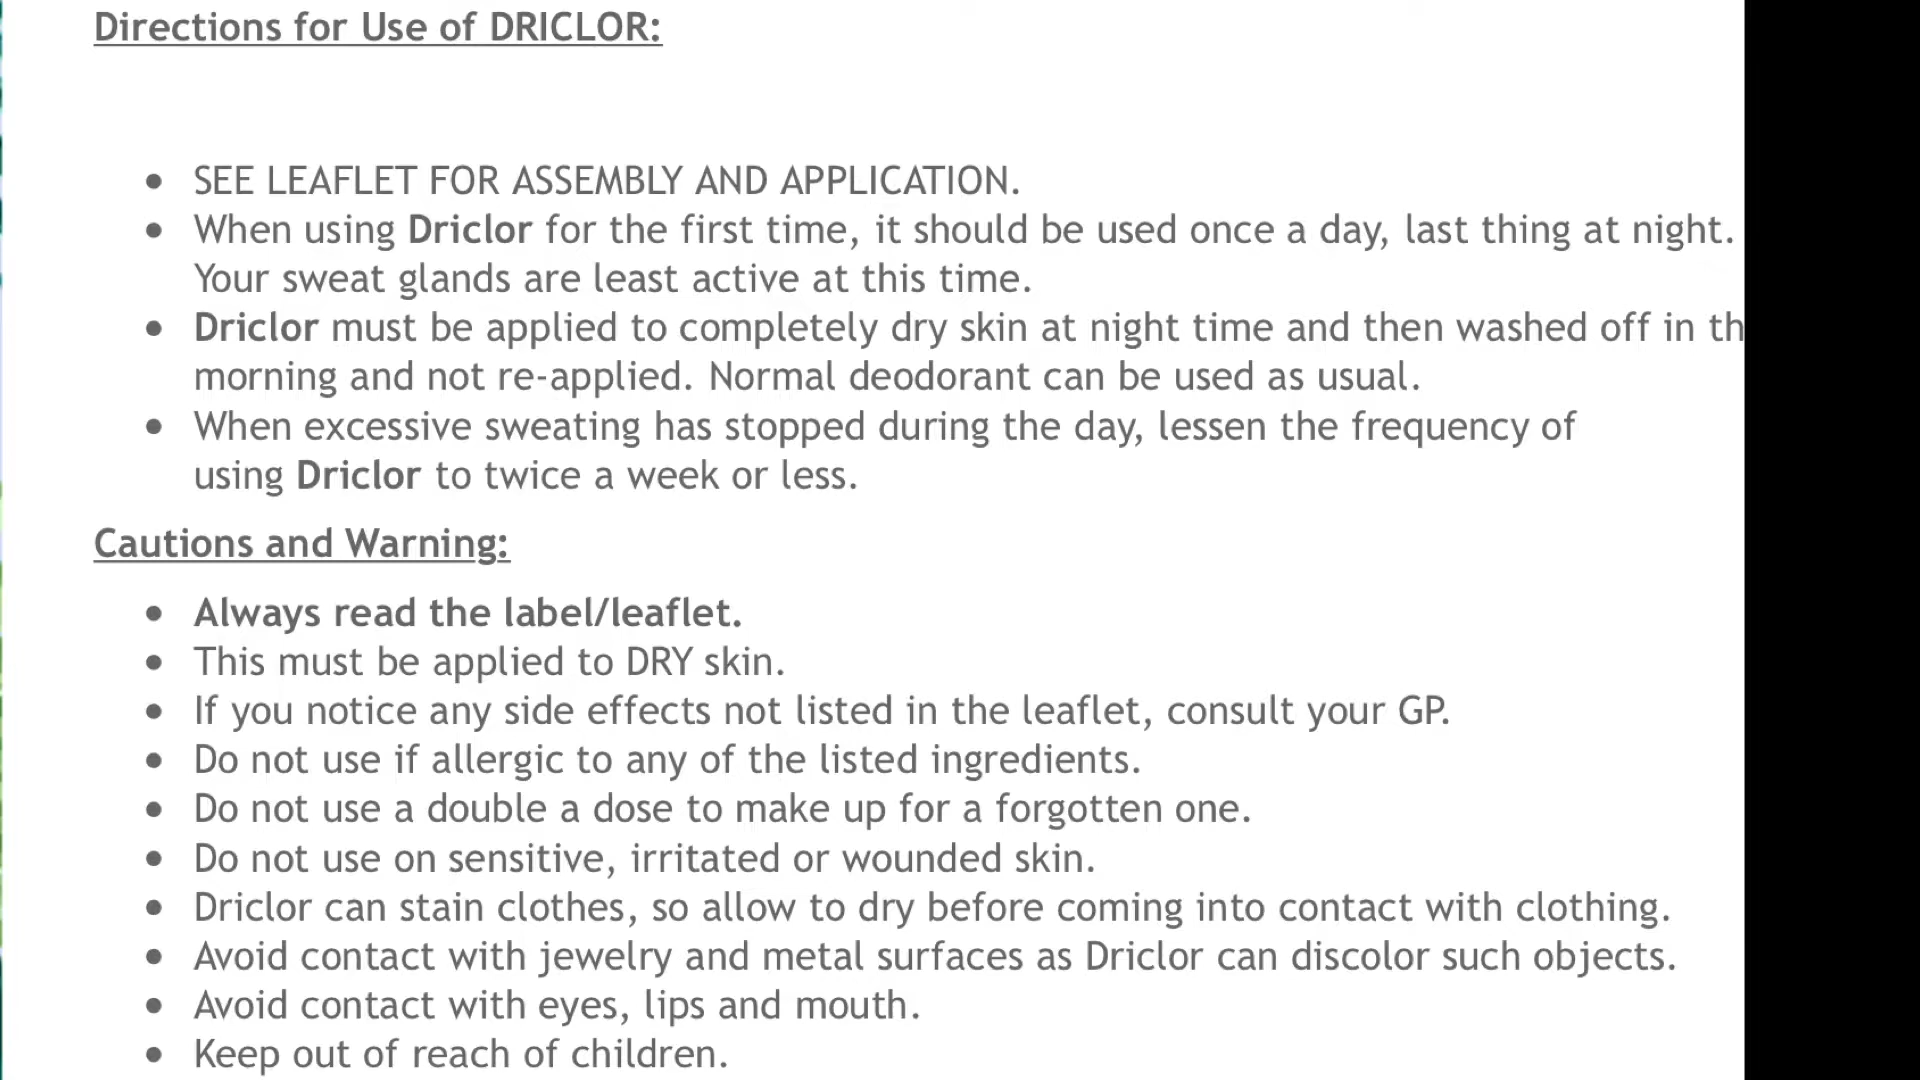 Directions for Use of DRICLOR:
• SEE LEAFLET FOR ASSEMBLY AND APPLICATION.
• When using Driclor for the first time, it should be used once a day, last thing at night.
Your sweat glands are least active at this time.
• Driclor must be applied to completely dry skin at night time and then washed off in th
morning and not re-applied. Normal deodorant can be used as usual.
• When excessive sweating has stopped during the day, lessen the frequency of
using Driclor to twice a week or less.
Cautions and Warning:
• Always read the label/leaflet.
• This must be applied to DRY skin.
• If you notice any side effects not listed in the leaflet, consult your GP.
• Do not use if allergic to any of the listed ingredients.
• Do not use a double a dose to make up for a forgotten one.
• Do not use on sensitive, irritated or wounded skin.
• Driclor can stain clothes, so allow to dry before coming into contact with clothing.
• Avoid contact with jewelry and metal surfaces as Driclor can discolor such objects.
• Avoid contact with eyes, lips and mouth.
• Keep out of reach of children.